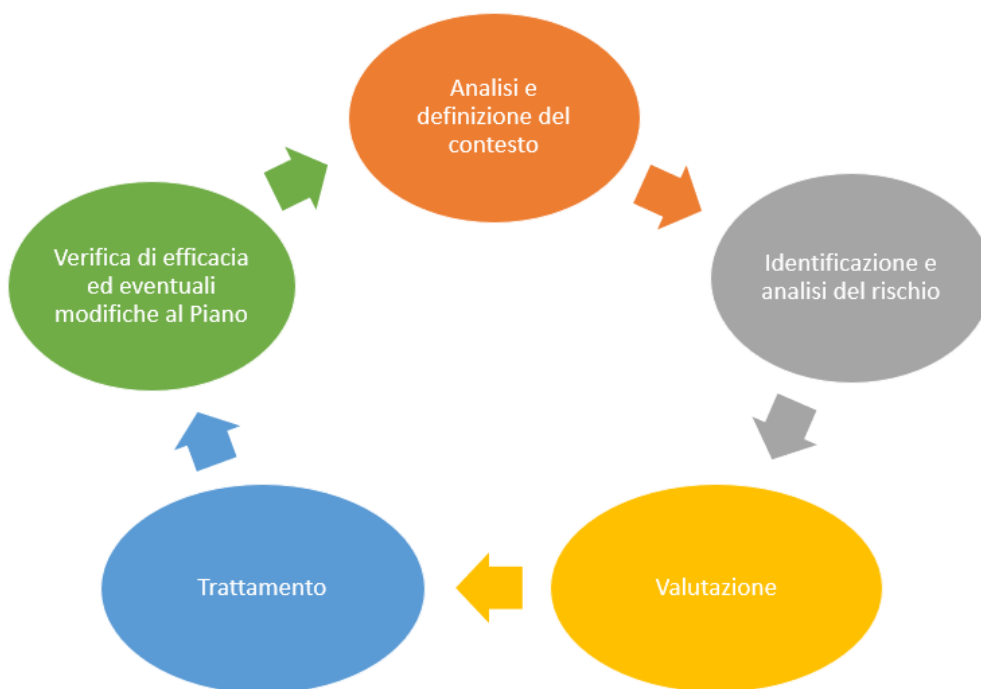 Analisi e
definizione del
contesto
Identificazione e
analisi del rischio
Valutazione
Trattamento
Verifica di efficacia
ed eventuali
modifiche al Piano